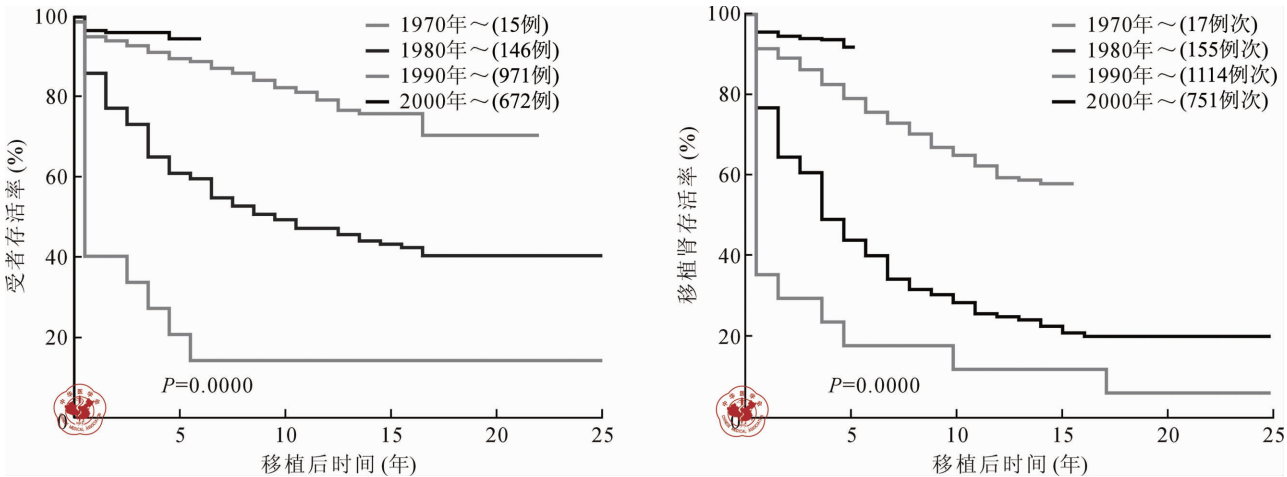 100
80
60
40
20
0
受者存活率(%)
1970年～(15例)
1980年～(146例)
1990年～(971例)
2000年～(672例)
P=0.0000
5
10
15
20
25
移植后时间(年)
100
80
60
40
20
0
移植肾存活率(%)
1970年～(17例次)
1980年～(155例次)
1990年～(1114例次)
2000年～(751例次)
P=0.0000
5
10
15
20
25
移植后时间(年)